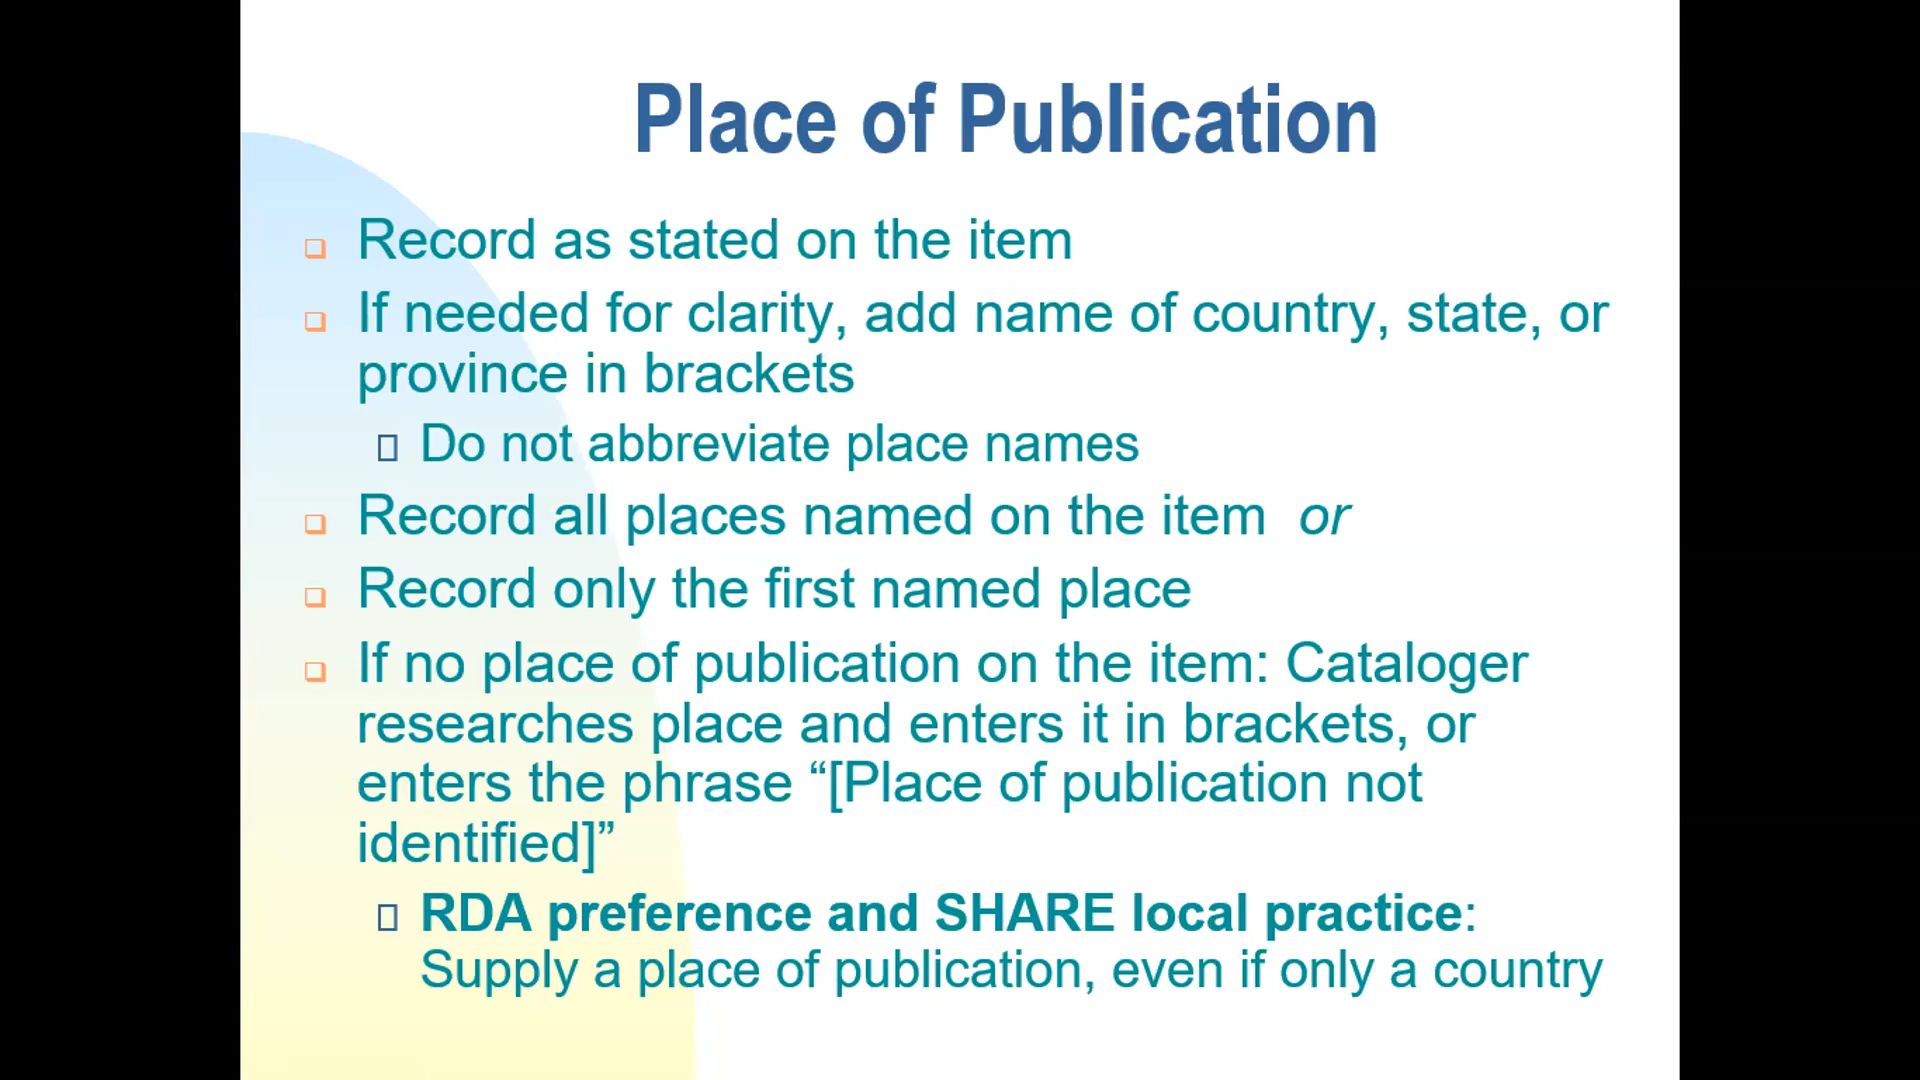 Place of Publication
Record as stated on the item
If needed for clarity, add name of country, state, or
province in brackets
Do not abbreviate place names
Record all places named on the item or
Record only the first named place
If no place of publication on the item: Cataloger
researches place and enters it in brackets, or
enters the phrase “[Place of publication not
identified]”
RDA preference and SHARE local practice:
Supply a place of publication, even if only a country